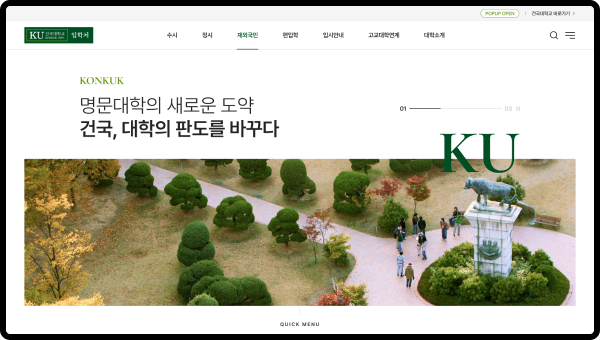 POPUP OPEN
건국대학교 바로가기
KU 건국대학교 입학처
수시 정시 재외국민 편입학 입시안내 고교대학연계 대학소개
KONKUK
명문대학의 새로운 도약
건국, 대학의 판도를 바꾸다
01 03
KU
QUICK MENU